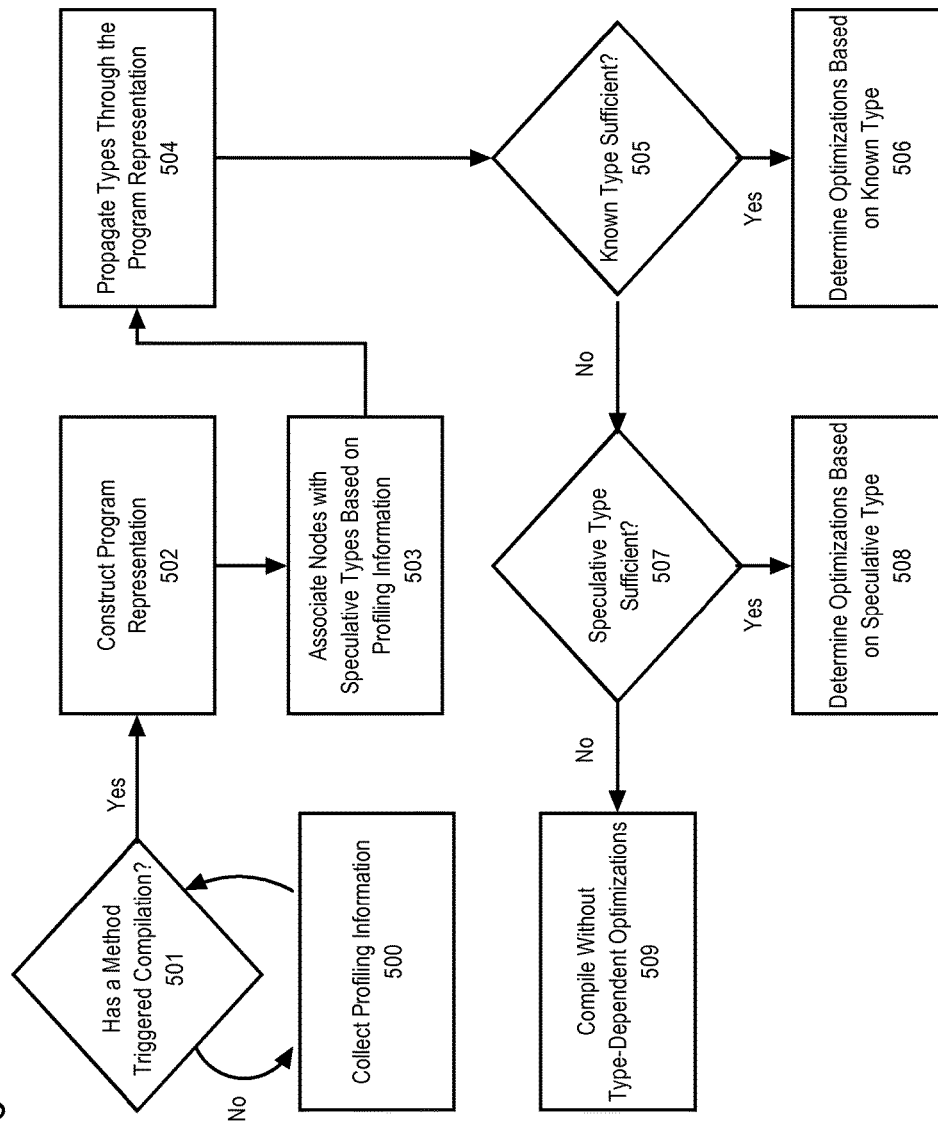 Has a Method
Triggered Compilation?
501
Yes
No
Collect Profiling Information
500
Construct Program
Representation
502
Associate Nodes with
Speculative Types Based on
Profiling Information
503
Propagate Types Through the
Program Representation
504
Known Type Sufficient?
505
Yes
No
Determine Optimizations Based
on Known Type
506
Speculative Type
Sufficient?
507
Yes
No
Determine Optimizations Based
on Speculative Type
508
Compile Without
Type-Dependent Optimizations
509